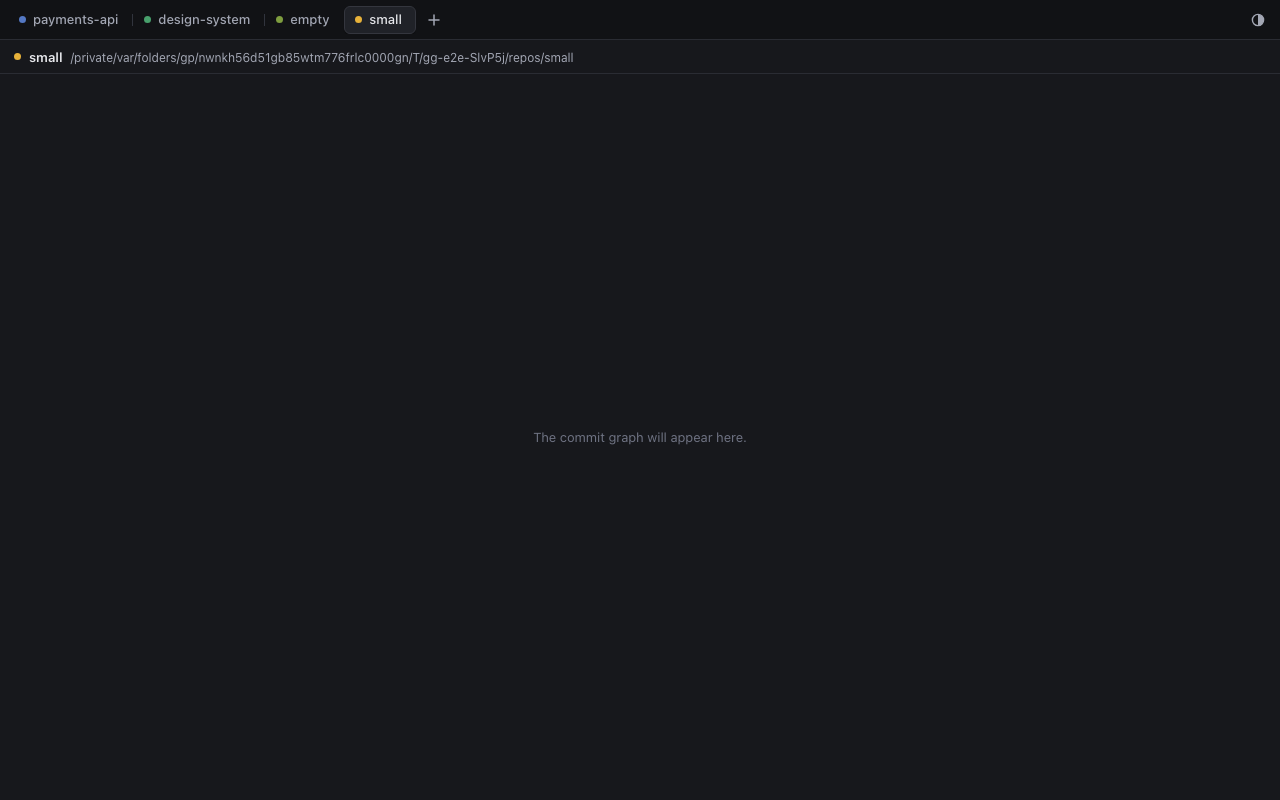 payments-api
design-system
empty
small
small /private/var/folders/gp/nwnkh56d51gb85wtm776frlc0000gn/T/gg-e2e-SIvP5j/repos/small
The commit graph will appear here.